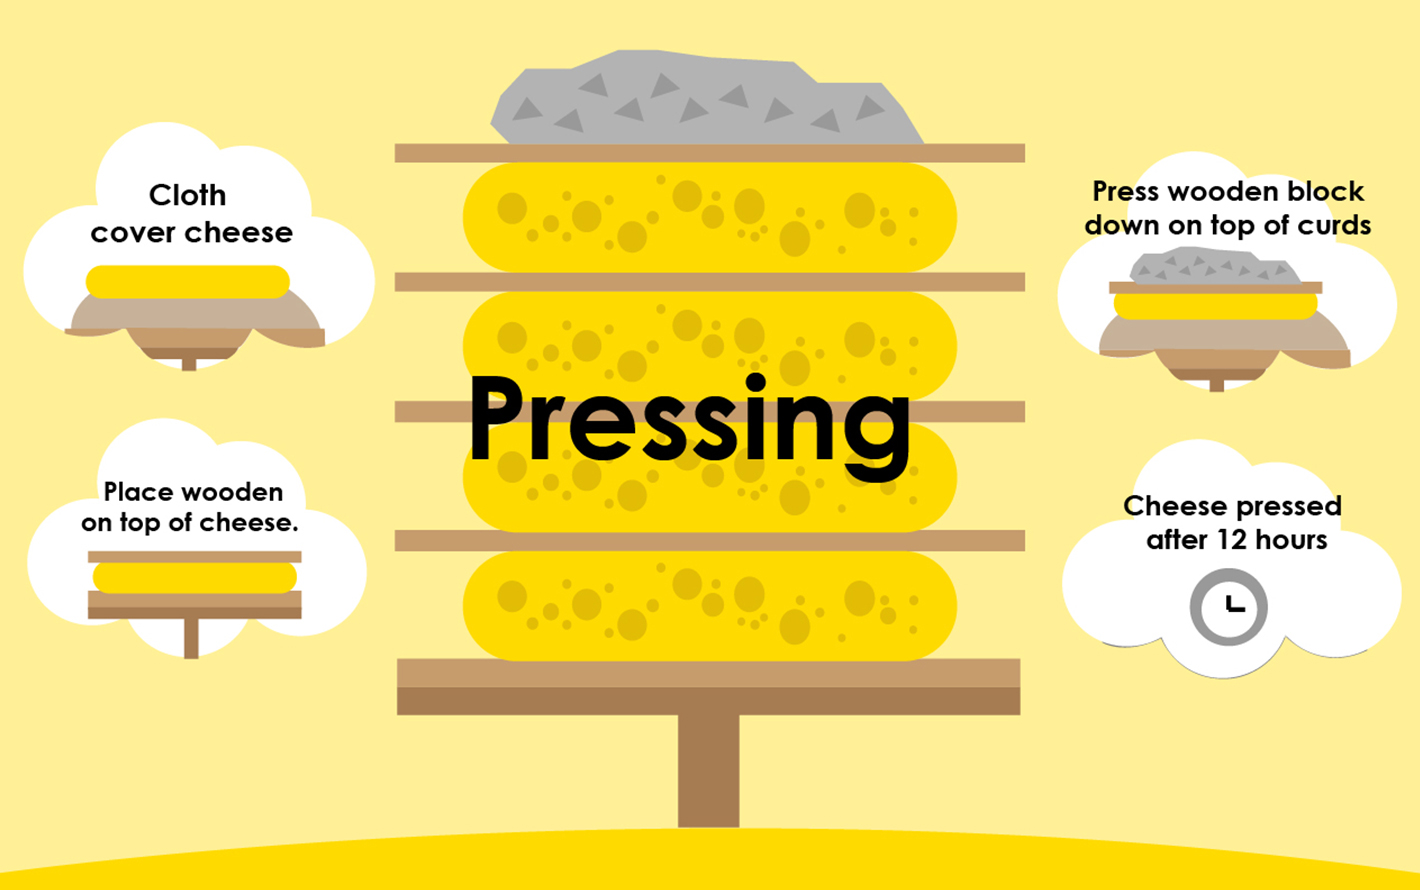 Cloth
cover cheese
Place wooden
on top of cheese.
Pressing
Press wooden block
down on top of curds
Cheese pressed
after 12 hours